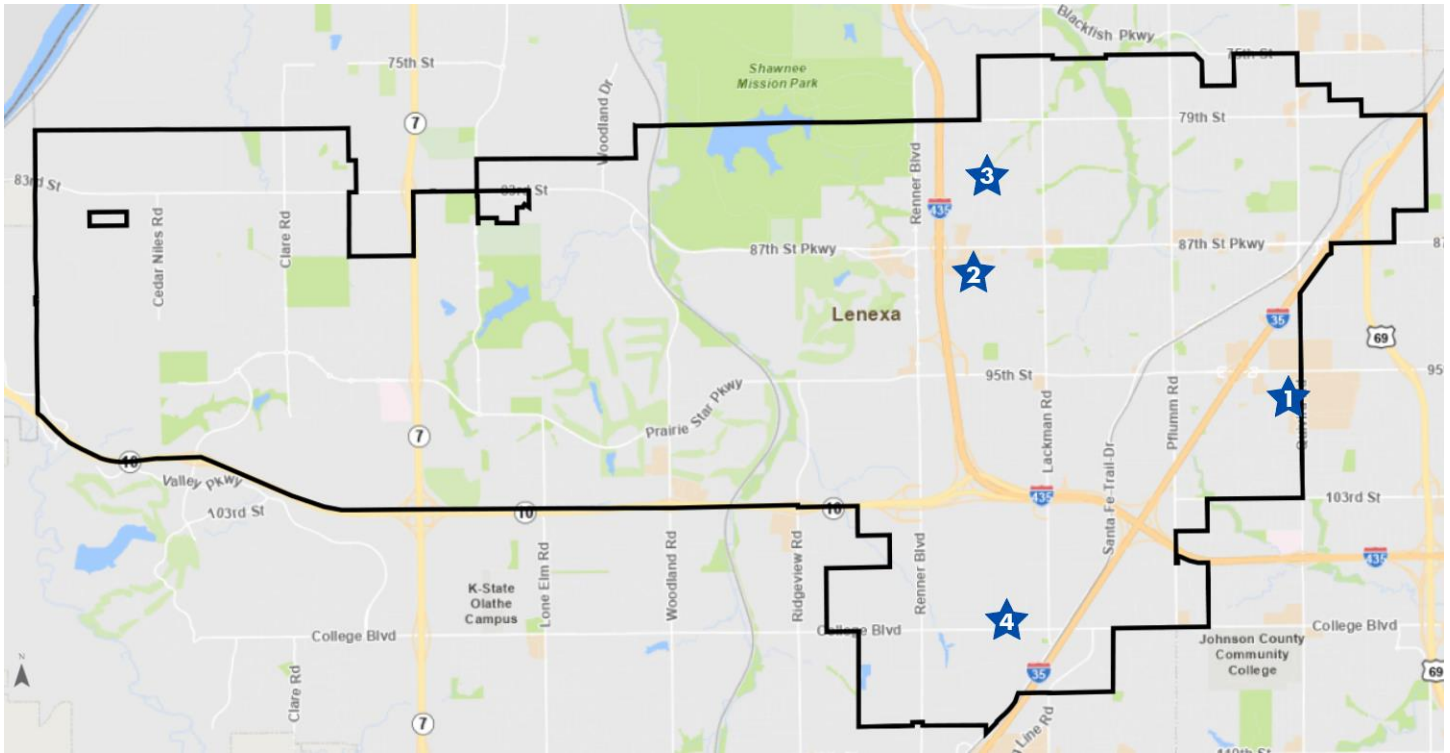 Blackfish Pkwy
75th St
75th St
Shawnee
Mission Park
Woodland Dr
7
79th St
3
83rd St
83rd St
Renner Blvd
435
Cedar Niles Rd
Clare Rd
87th St Pkwy
87th St Pkwy
87
2
Lenexa
35
69
95th St
95
1
Prairie Star Pkwy
Lackman Rd
Pflumm Rd
7
Santa-Fe-Trail-Dr
10
Valley Pkwy
103rd St
10
10
435
103rd St
Lone Elm Rd
Woodland Rd
Ridgeview Rd
Renner Blvd
435
K-State
Olathe
Campus
4
College Blvd
College Blvd
College Blvd
Johnson County
Community
College
Clare Rd
35
69
N
7
Line Rd